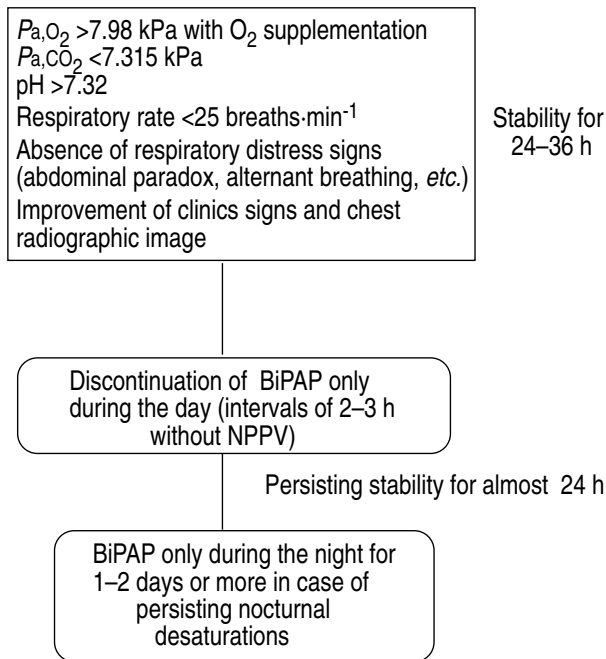 Pa,O₂ >7.98 kPa with O₂ supplementation
Pa,CO₂ <7.315 kPa
pH >7.32
Respiratory rate <25 breaths·min⁻¹
Absence of respiratory distress signs
(abdominal paradox, alternant breathing, etc.)
Improvement of clinics signs and chest
radiographic image
Stability for
24–36 h
Discontinuation of BiPAP only
during the day (intervals of 2–3 h
without NPPV)
Persisting stability for almost 24 h
BiPAP only during the night for
1–2 days or more in case of
persisting nocturnal
desaturations